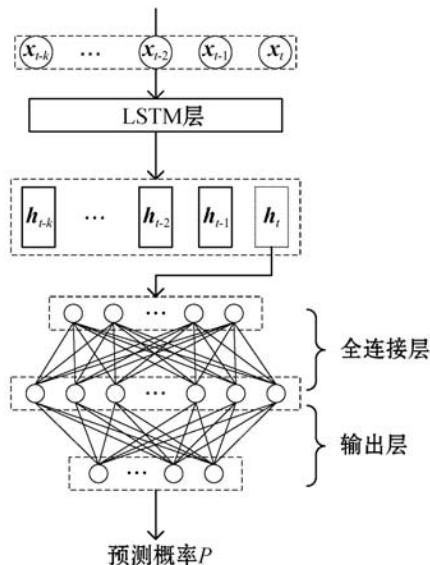 x_{t-k} … x_{t-2} x_{t-1} x_t
LSTM层
h_{t-k} … h_{t-2} h_{t-1} h_t
…
全连接层
…
输出层
…
预测概率P